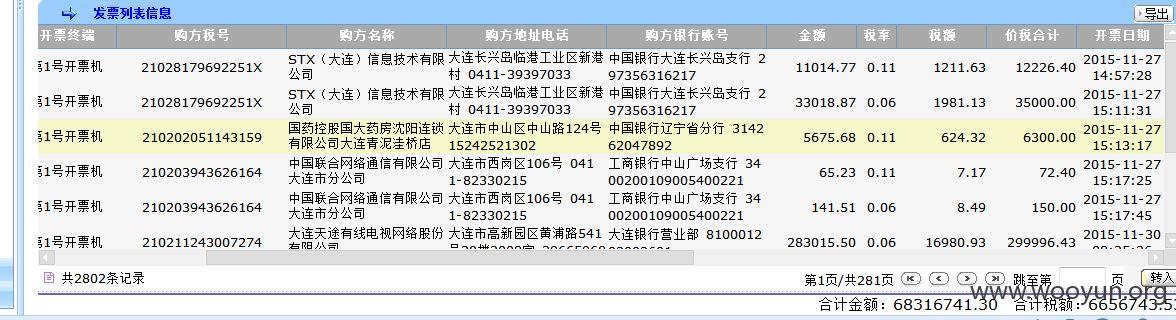 发票列表信息 导出
开票终端 购方税号 购方名称 购方地址电话 购方银行账号 金额 税率 税额 价税合计 开票日期
第1号开票机 21028179692251X STX（大连）信息技术有限 大连长兴岛临港工业区新港 中国银行大连长兴岛支行 2 11014.77 0.11 1211.63 12226.40 2015-11-27
公司 村 0411-39397033 97356316217 14:57:28
第1号开票机 21028179692251X STX（大连）信息技术有限 大连长兴岛临港工业区新港 中国银行大连长兴岛支行 2 33018.87 0.06 1981.13 35000.00 2015-11-27
公司 村 0411-39397033 97356316217 15:11:31
第1号开票机 210202051143159 国药控股国大药房沈阳连锁 大连市中山区中山路124号 中国银行辽宁省分行 3142 5675.68 0.11 624.32 6300.00 2015-11-27
有限公司大连青泥洼桥店 15242521302 62047892 15:13:17
第1号开票机 210203943626164 中国联合网络通信有限公司 大连市西岗区106号 041 工商银行中山广场支行 34 65.23 0.11 7.17 72.40 2015-11-27
大连市分公司 1-82330215 00200109005400221 15:17:25
第1号开票机 210203943626164 中国联合网络通信有限公司 大连市西岗区106号 041 工商银行中山广场支行 34 141.51 0.06 8.49 150.00 2015-11-27
大连市分公司 1-82330215 00200109005400221 15:17:45
第1号开票机 210211243007274 大连天途有线电视网络股份 大连市高新园区黄浦路541 大连银行营业部 8100012 283015.50 0.06 16980.93 299996.43 2015-11-30
有限公司
共2802条记录 第1页/共281页 跳至第 页 转入
www.wooyun.org
合计金额：68316741.30 合计税额：6656743.53